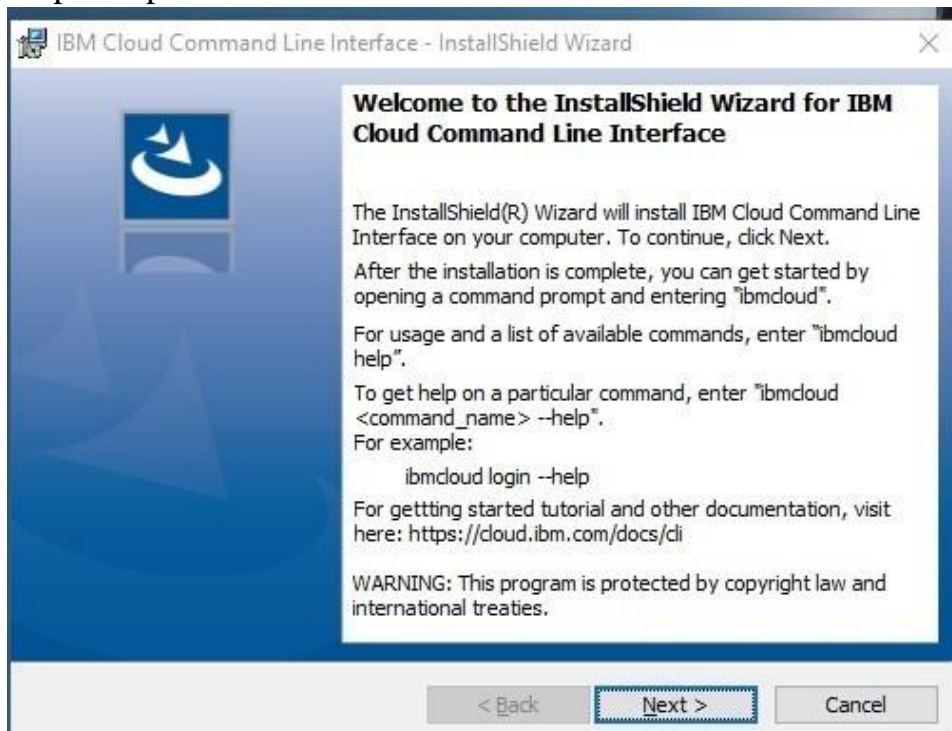 IBM Cloud Command Line Interface - InstallShield Wizard
Welcome to the InstallShield Wizard for IBM
Cloud Command Line Interface
The InstallShield(R) Wizard will install IBM Cloud Command Line
Interface on your computer. To continue, click Next.
After the installation is complete, you can get started by
opening a command prompt and entering "ibmcloud".
For usage and a list of available commands, enter "ibmcloud
help".
To get help on a particular command, enter "ibmcloud
<command_name> --help".
For example:
ibmcloud login --help
For gettting started tutorial and other documentation, visit
here: https://cloud.ibm.com/docs/cli
WARNING: This program is protected by copyright law and
international treaties.
< Back
Next >
Cancel